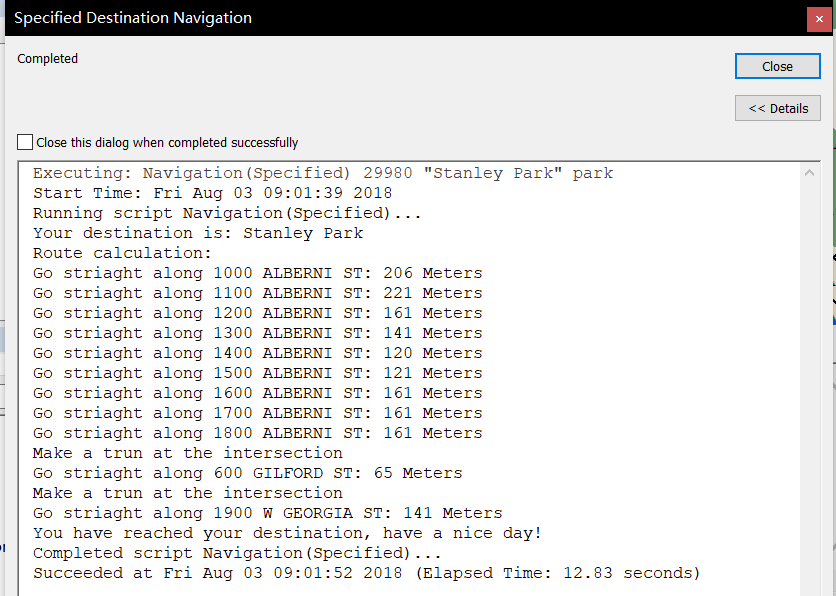 Specified Destination Navigation
Completed
Close
<< Details
Close this dialog when completed successfully
Executing: Navigation(Specified) 29980 "Stanley Park" park
Start Time: Fri Aug 03 09:01:39 2018
Running script Navigation(Specified)...
Your destination is: Stanley Park
Route calculation:
Go striaght along 1000 ALBERNI ST: 206 Meters
Go striaght along 1100 ALBERNI ST: 221 Meters
Go striaght along 1200 ALBERNI ST: 161 Meters
Go striaght along 1300 ALBERNI ST: 141 Meters
Go striaght along 1400 ALBERNI ST: 120 Meters
Go striaght along 1500 ALBERNI ST: 121 Meters
Go striaght along 1600 ALBERNI ST: 161 Meters
Go striaght along 1700 ALBERNI ST: 161 Meters
Go striaght along 1800 ALBERNI ST: 161 Meters
Make a trun at the intersection
Go striaght along 600 GILFORD ST: 65 Meters
Make a trun at the intersection
Go striaght along 1900 W GEORGIA ST: 141 Meters
You have reached your destination, have a nice day!
Completed script Navigation(Specified)...
Succeeded at Fri Aug 03 09:01:52 2018 (Elapsed Time: 12.83 seconds)